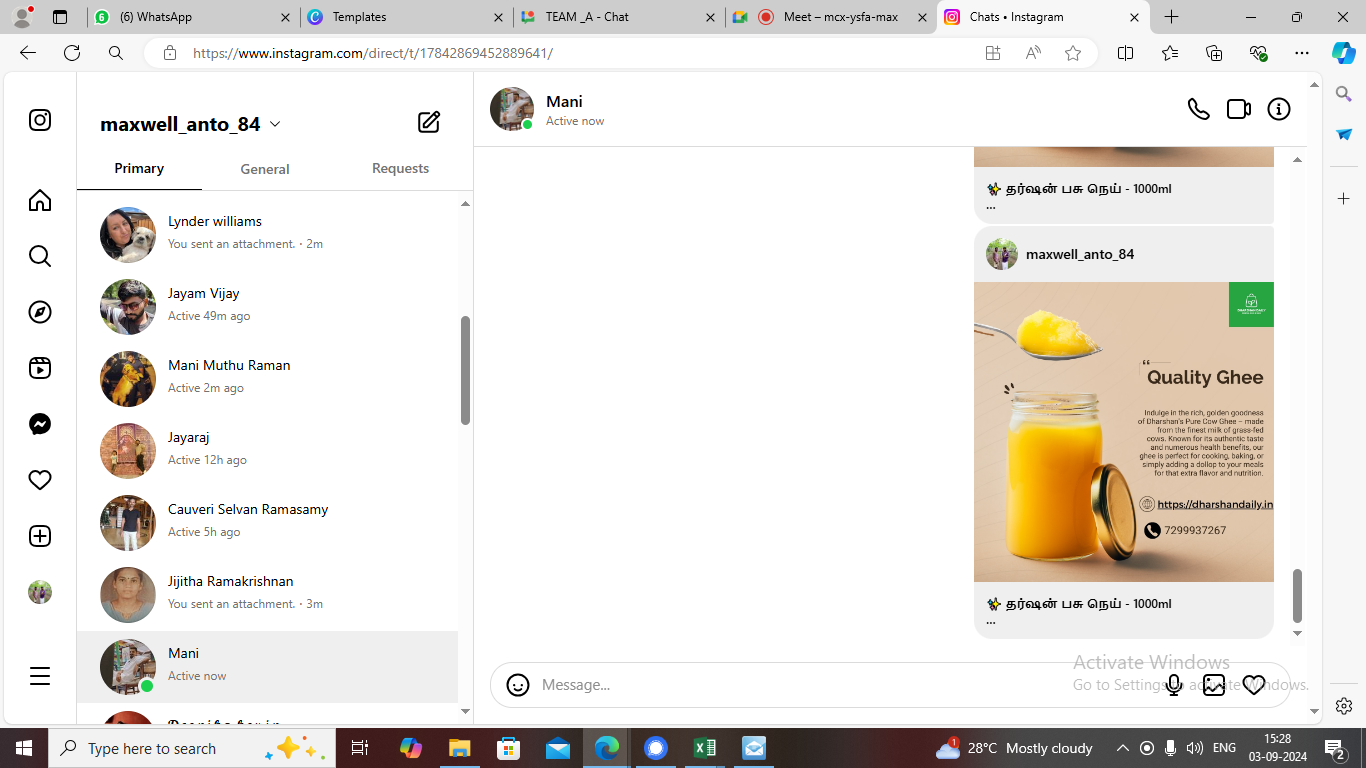 (6) WhatsApp
Templates
TEAM _A - Chat
Meet – mcx-ysfa-max
Chats • Instagram
https://www.instagram.com/direct/t/17842869452889641/
maxwell_anto_84
Primary
General
Requests
Lynder williams
You sent an attachment. · 2m
Jayam Vijay
Active 49m ago
Mani Muthu Raman
Active 2m ago
Jayaraj
Active 12h ago
Cauveri Selvan Ramasamy
Active 5h ago
Jijitha Ramakrishnan
You sent an attachment. · 3m
Mani
Active now
Mani
Active now
தர்ஷன் பசு நெய் - 1000ml
...
maxwell_anto_84
Quality Ghee
Indulge in the rich, golden goodness
of Dharshan's Pure Cow Ghee – made
from the finest milk of grass-fed
cows. Known for its authentic taste
and numerous health benefits, our
ghee is perfect for cooking, baking, or
simply adding a dollop to your meals
for that extra flavor and nutrition.
https://dharshandaily.in
7299937267
தர்ஷன் பசு நெய் - 1000ml
...
Message...
Activate Windows
Go to Settings to activate Windows.
Type here to search
1
28°C Mostly cloudy
ENG
15:28
03-09-2024
2